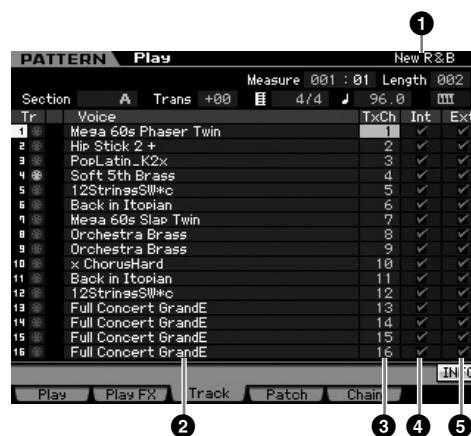 1
PATTERN Play New R&B
Measure 001 : 01 Length 002
Section A Trans +00 4/4 ♩ 96.0
Tr Voice TxCh Int Ext
1 Mega 60s Phaser Twin 1 ✓ ✓
2 Hip Stick 2 + 2 ✓ ✓
3 PopLatin_K2x 3 ✓ ✓
4 Soft 5th Brass 4 ✓ ✓
5 12StringsSW*c 5 ✓ ✓
6 Back in Itopian 6 ✓ ✓
7 Mega 60s Slap Twin 7 ✓ ✓
8 Orchestra Brass 8 ✓ ✓
9 Orchestra Brass 9 ✓ ✓
10 x ChorusHard 10 ✓ ✓
11 Back in Itopian 11 ✓ ✓
12 12StringsSW*c 12 ✓ ✓
13 Full Concert GrandE 13 ✓ ✓
14 Full Concert GrandE 14 ✓ ✓
15 Full Concert GrandE 15 ✓ ✓
16 Full Concert GrandE 16 ✓ ✓
INFO
Play Play FX Track Patch Chain
2 3 4 5